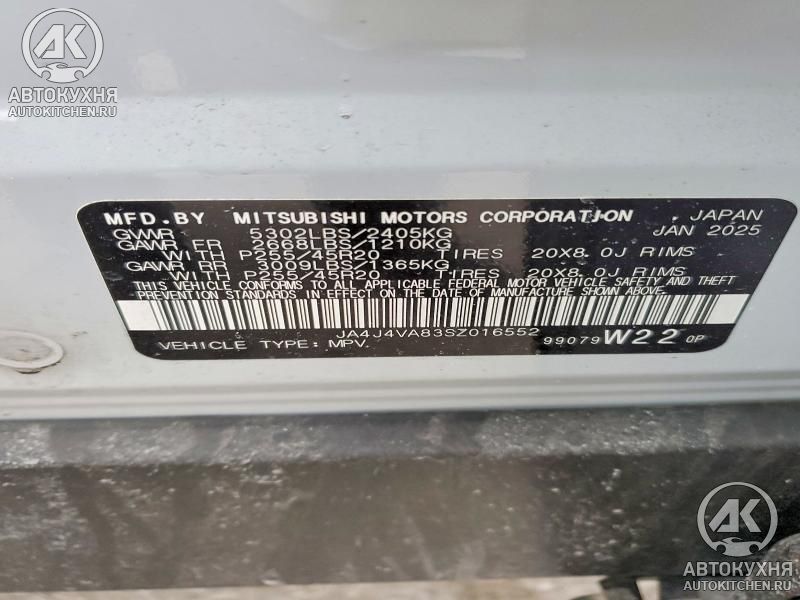 AK
АВТОКУХНЯ
AUTOKITCHEN.RU
MFD.BY MITSUBISHI MOTORS CORPORATION JAPAN
GVWR 5302LBS/2405KG JAN 2025
GAWR FR 2668LBS/1210KG
WITH P255/45R20 TIRES 20X8.0J RIMS
GAWR RR 3009LBS/1365KG
WITH P255/45R20 TIRES 20X8.0J RIMS
THIS VEHICLE CONFORMS TO ALL APPLICABLE FEDERAL MOTOR VEHICLE SAFETY AND THEFT
PREVENTION STANDARDS IN EFFECT ON THE DATE OF MANUFACTURE SHOWN ABOVE.
JA4J4VA83SZ016552
VEHICLE TYPE: MPV. 99079 W22 0P
AK
АВТОКУХНЯ
AUTOKITCHEN.RU